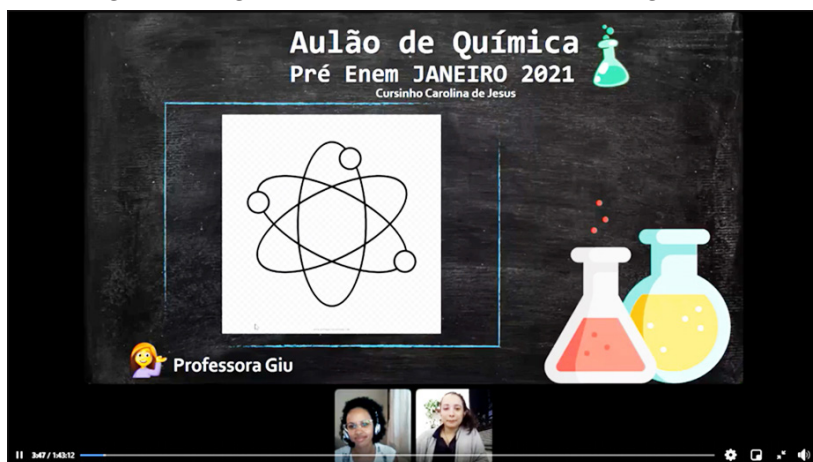 Aulão de Química
Pré Enem JANEIRO 2021
Cursinho Carolina de Jesus
Professora Giu
3:47 / 1:43:12